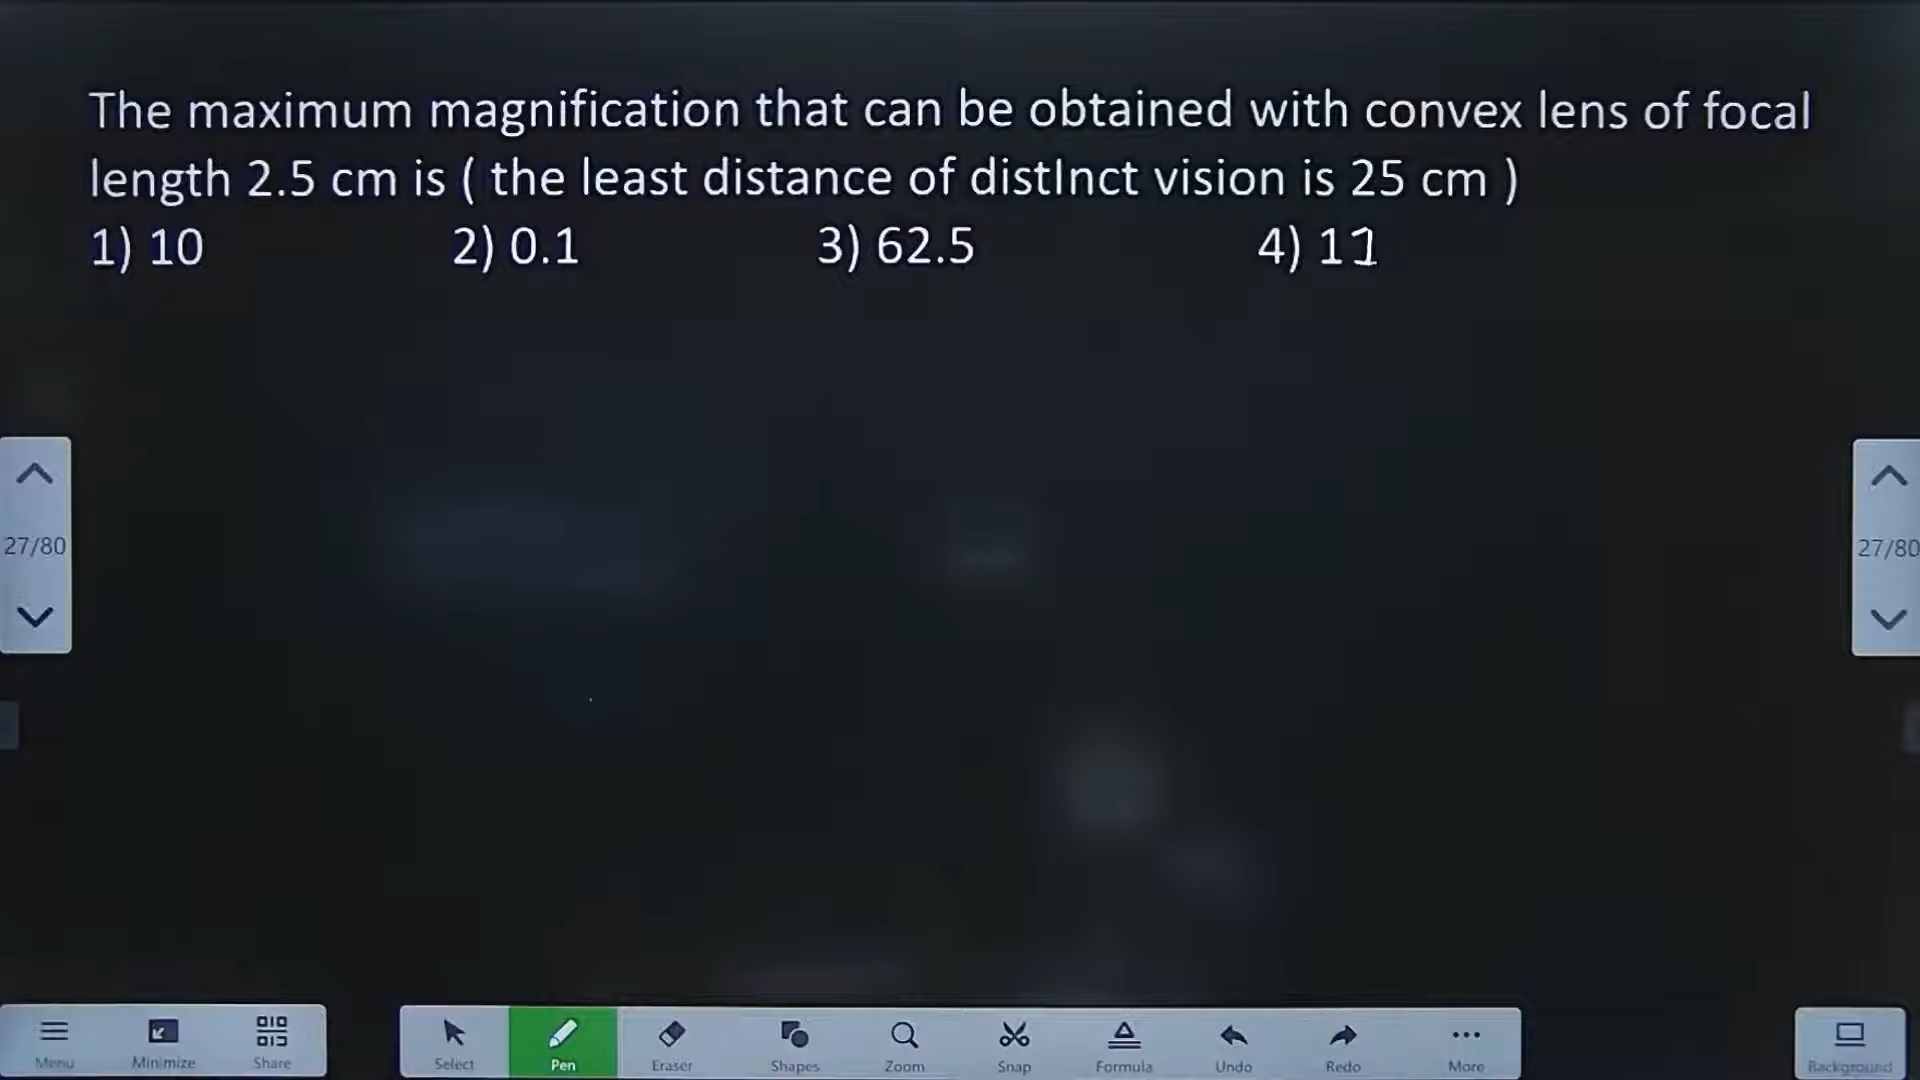 The maximum magnification that can be obtained with convex lens of focal
length 2.5 cm is ( the least distance of distInct vision is 25 cm )
1) 10 2) 0.1 3) 62.5 4) 11
27/80 27/80
Menu Minimize Share Select Pen Eraser Shapes Zoom Snap Formula Undo Redo More Background